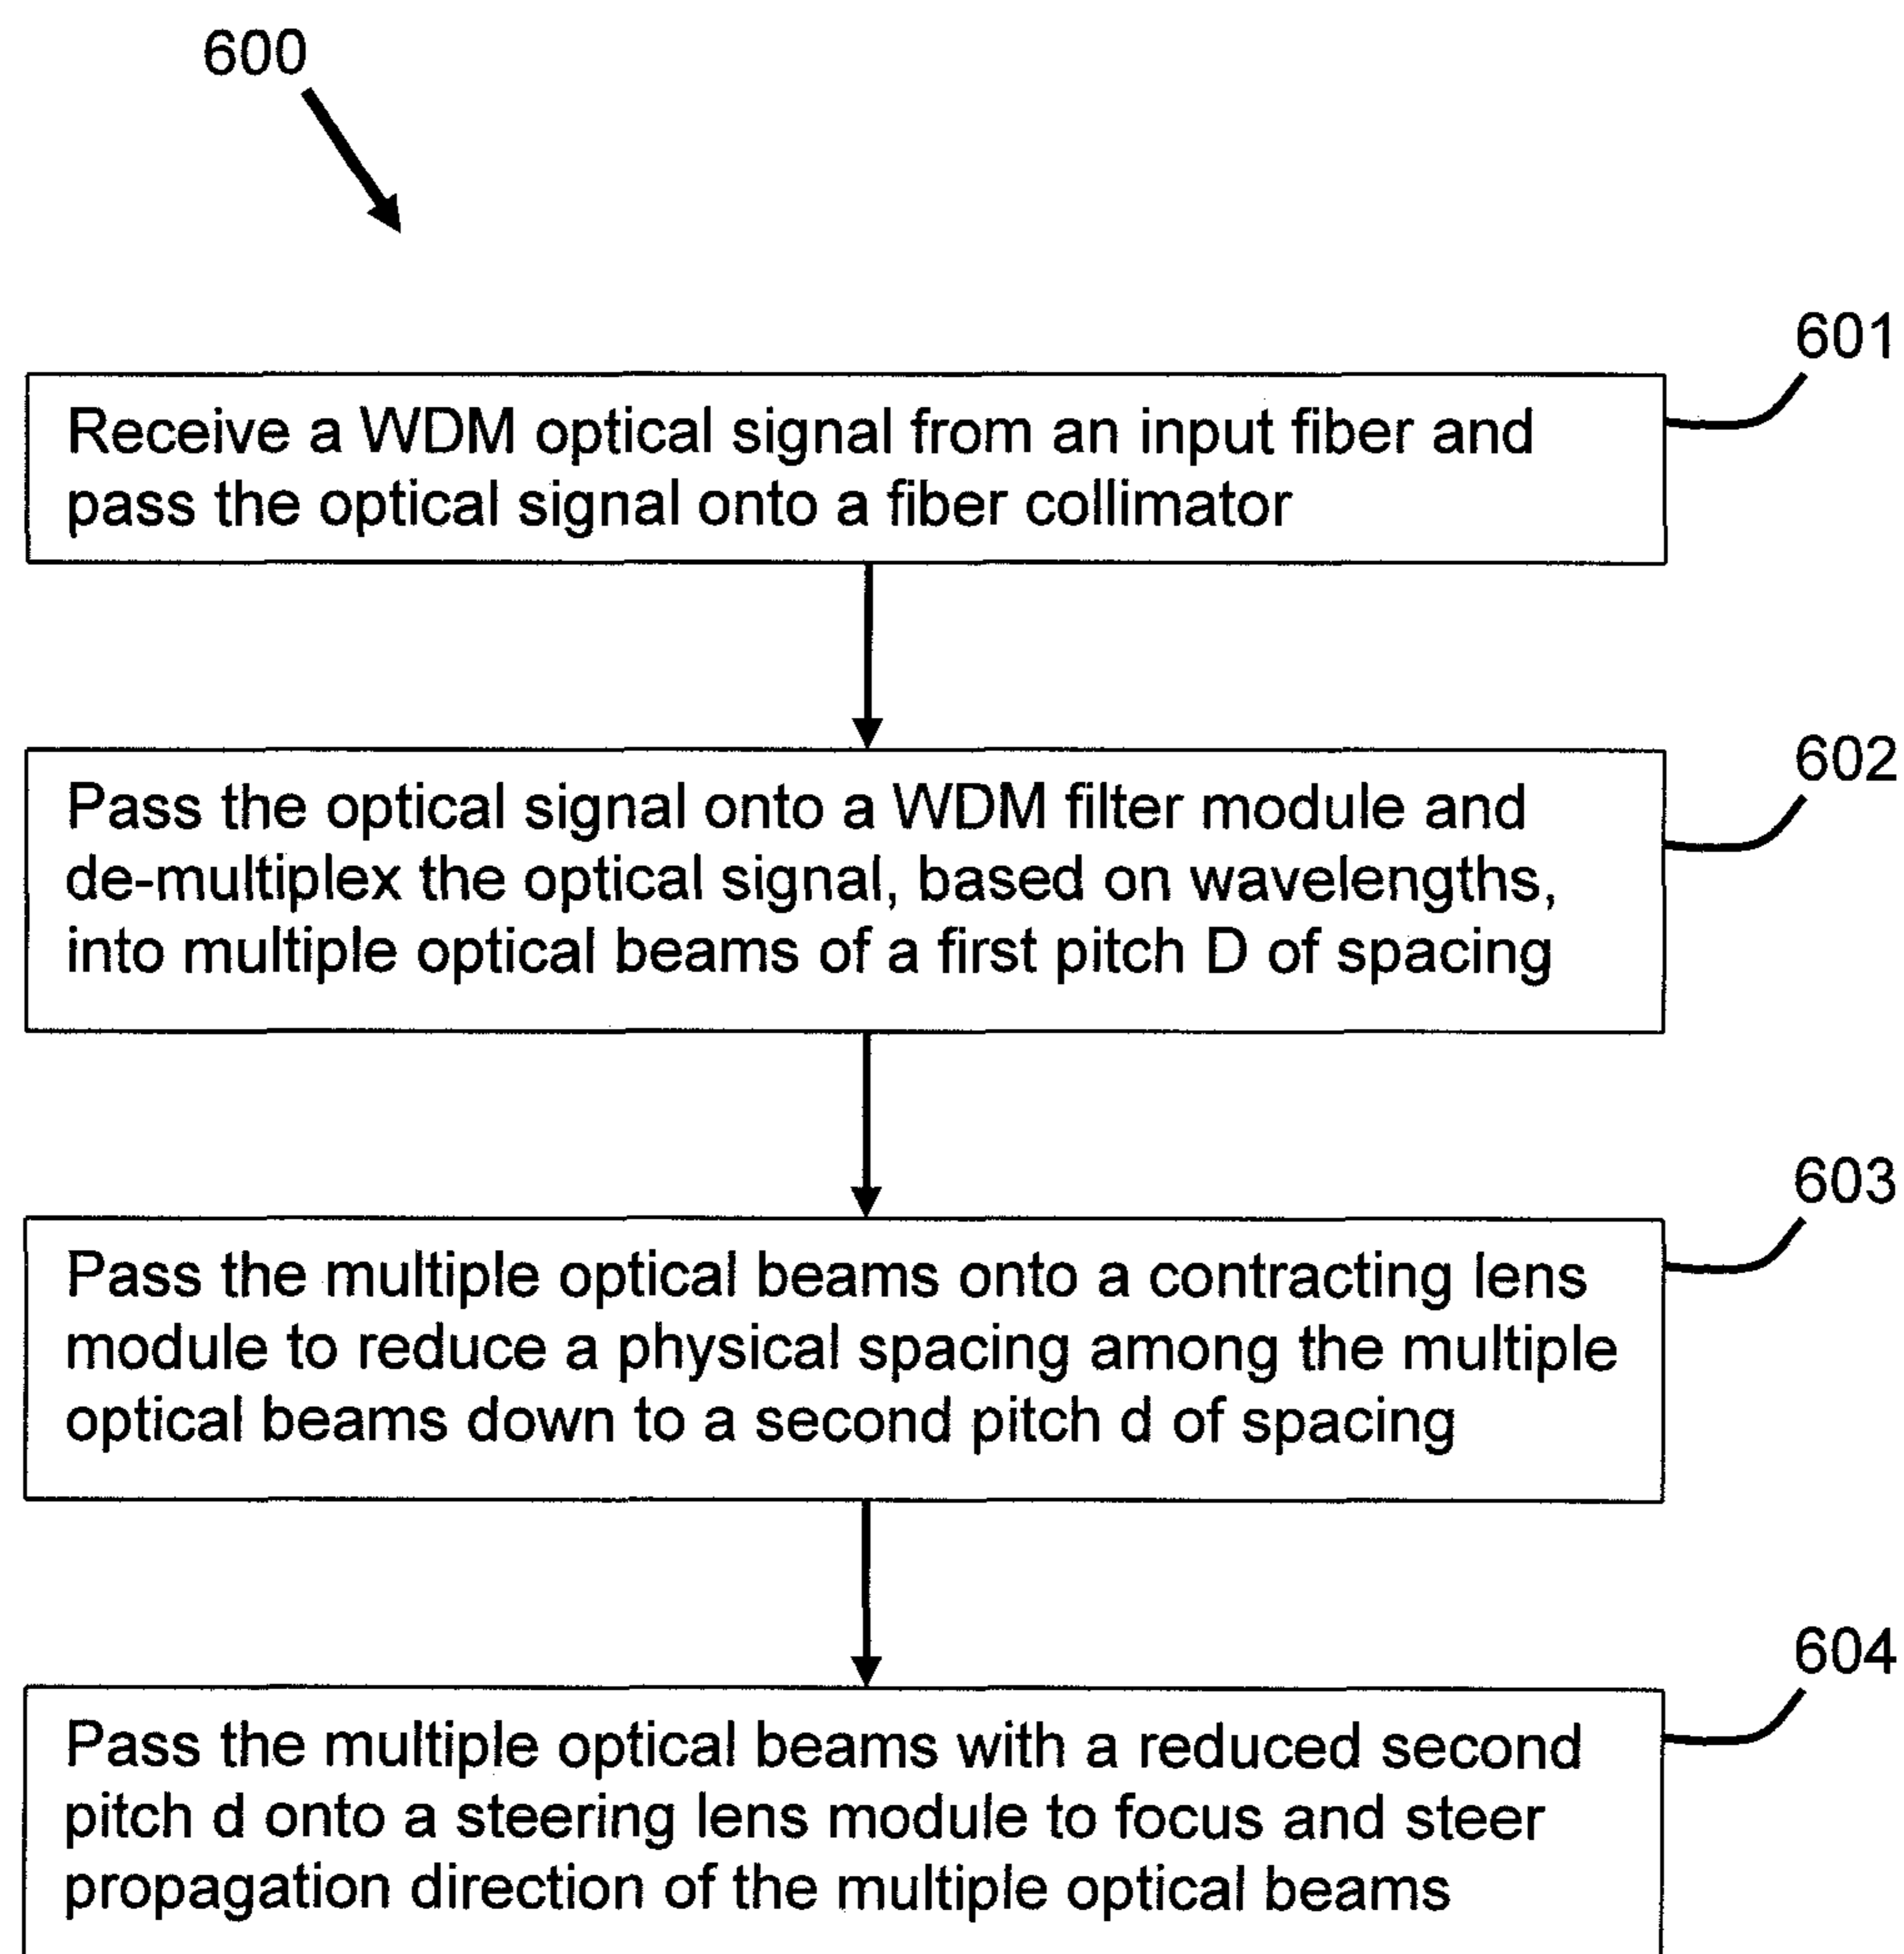 600
601
Receive a WDM optical signal from an input fiber and
pass the optical signal onto a fiber collimator
602
Pass the optical signal onto a WDM filter module and
de-multiplex the optical signal, based on wavelengths,
into multiple optical beams of a first pitch D of spacing
603
Pass the multiple optical beams onto a contracting lens
module to reduce a physical spacing among the multiple
optical beams down to a second pitch d of spacing
604
Pass the multiple optical beams with a reduced second
pitch d onto a steering lens module to focus and steer
propagation direction of the multiple optical beams